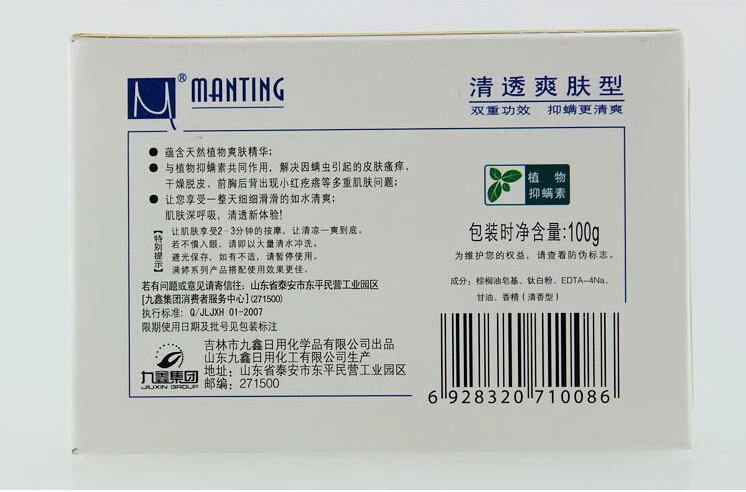 ® MANTING
清透爽肤型
双重功效 抑螨更清爽
● 蕴含天然植物爽肤精华;
● 与植物抑螨素共同作用，解决因螨虫引起的皮肤瘙痒、
干燥脱皮、前胸后背出现小红疙瘩等多重肌肤问题;
● 让您享受一整天细细滑滑的如水清爽;
肌肤深呼吸，清透新体验!
【特别提示】
让肌肤享受2-3分钟的按摩，让清凉一爽到底。
若不慎入眼，请即以大量清水冲洗。
避光保存，如有不适，请暂停使用。
满婷系列产品搭配使用效果更佳。
若有问题或意见请寄信往：山东省泰安市东平民营工业园区
[九鑫集团消费者服务中心](271500)
执行标准: Q/JLJXH 01-2007
限期使用日期及批号见包装标注
九鑫集团
JIUXIN GROUP
吉林市九鑫日用化学品有限公司出品
山东九鑫日用化工有限公司生产
地址: 山东省泰安市东平民营工业园区
邮编: 271500
植物
抑螨素
包装时净含量:100g
为维护您的权益，请查看防伪标志。
成分：棕榈油皂基、钛白粉、EDTA-4Na、
甘油、香精（清香型）
6 928320 710086